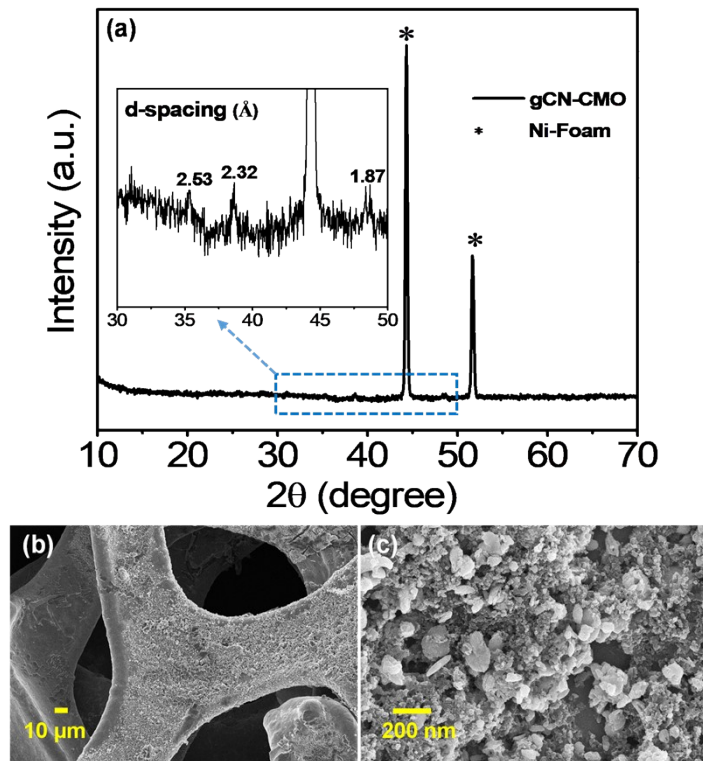 (a)
*
gCN-CMO
* Ni-Foam
d-spacing (Å)
2.53
2.32
1.87
*
30 35 40 45 50
Intensity (a.u.)
10 20 30 40 50 60 70
2θ (degree)
(b)
10 µm
(c)
200 nm